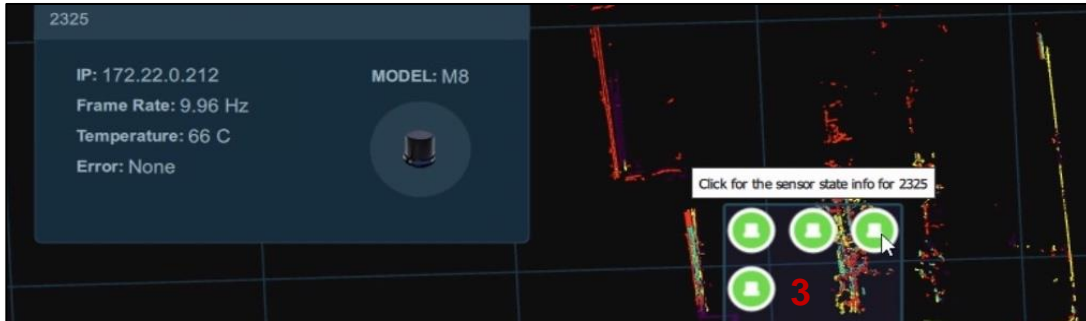 2325
IP: 172.22.0.212
MODEL: M8
Frame Rate: 9.96 Hz
Temperature: 66 C
Error: None
Click for the sensor state info for 2325
3